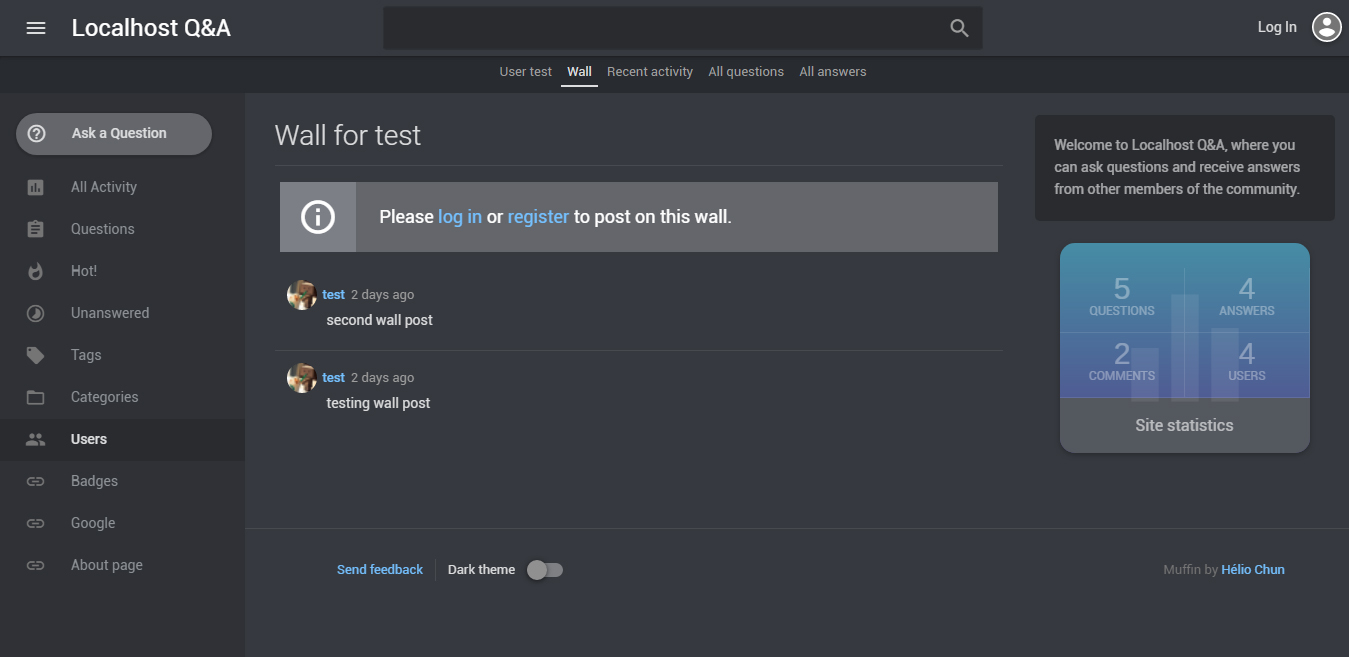 Localhost Q&A
Log In
User test Wall Recent activity All questions All answers
Ask a Question
All Activity
Questions
Hot!
Unanswered
Tags
Categories
Users
Badges
Google
About page
Wall for test
Please log in or register to post on this wall.
test 2 days ago
second wall post
test 2 days ago
testing wall post
Welcome to Localhost Q&A, where you
can ask questions and receive answers
from other members of the community.
5 4
QUESTIONS ANSWERS
2 4
COMMENTS USERS
Site statistics
Send feedback Dark theme
Muffin by Hélio Chun